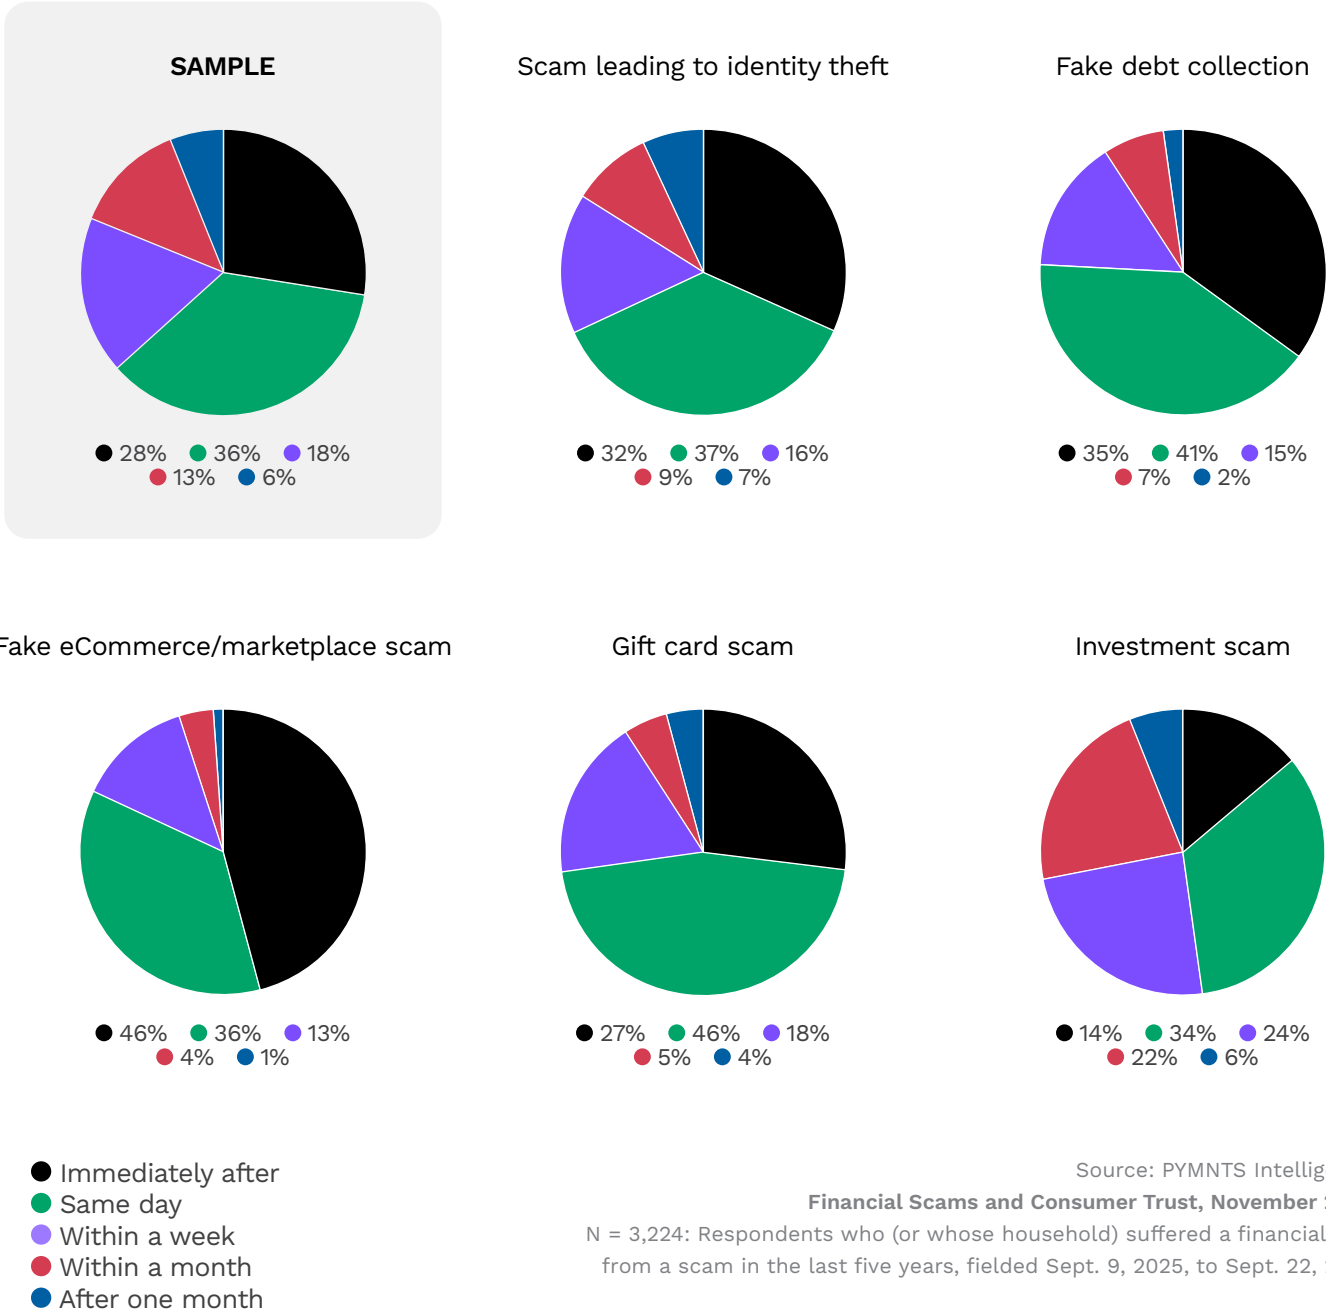 SAMPLE
Scam leading to identity theft
Fake debt collection
28% 36% 18%
13% 6%
32% 37% 16%
9% 7%
35% 41% 15%
7% 2%
Fake eCommerce/marketplace scam
Gift card scam
Investment scam
46% 36% 13%
4% 1%
27% 46% 18%
5% 4%
14% 34% 24%
22% 6%
Immediately after
Same day
Within a week
Within a month
After one month
Source: PYMNTS Intellig
Financial Scams and Consumer Trust, November
N = 3,224: Respondents who (or whose household) suffered a financial
from a scam in the last five years, fielded Sept. 9, 2025, to Sept. 22,